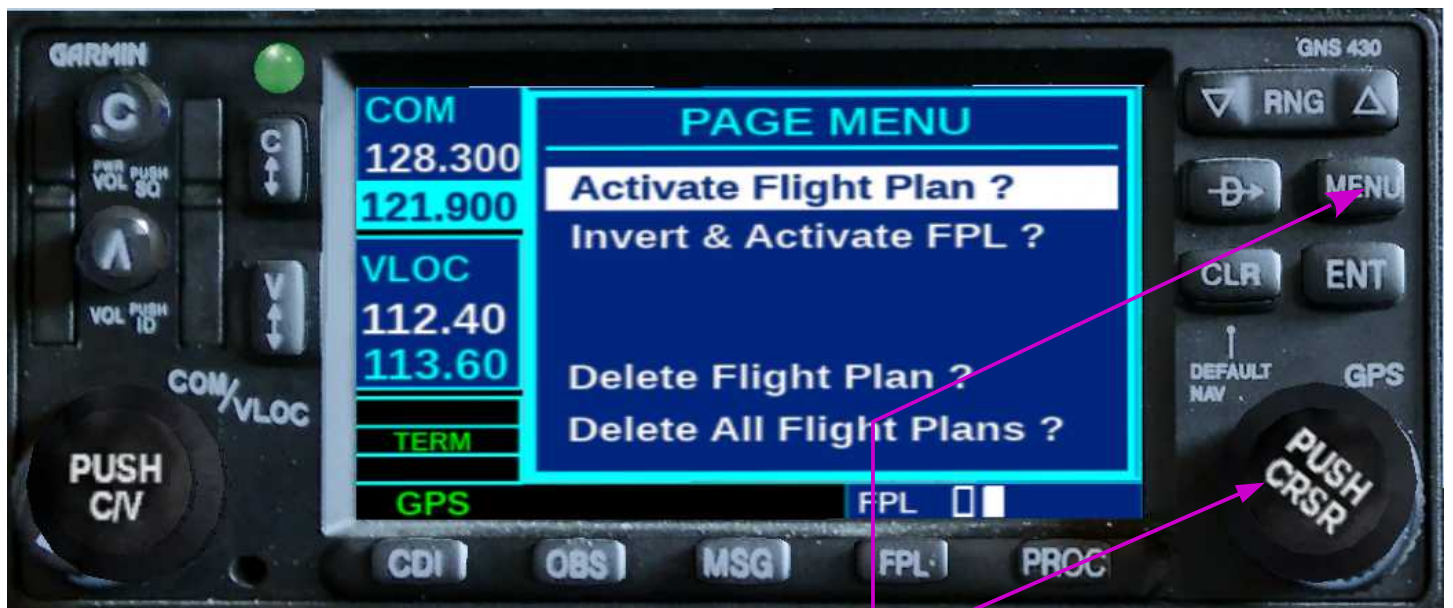 GARMIN
GNS 430
C
PWR
VOL
PUSH
SQ
C
COM
128.300
121.900
VLOC
112.40
113.60
TERM
GPS
PAGE MENU
Activate Flight Plan ?
Invert & Activate FPL ?
Delete Flight Plan ?
Delete All Flight Plans ?
FPL
RNG
D
MENU
CLR
ENT
DEFAULT
NAV
GPS
VOL
PUSH
ID
V
COM/VLOC
PUSH
C/V
PUSH
CRSR
CDI
OBS
MSG
FPL
PROC